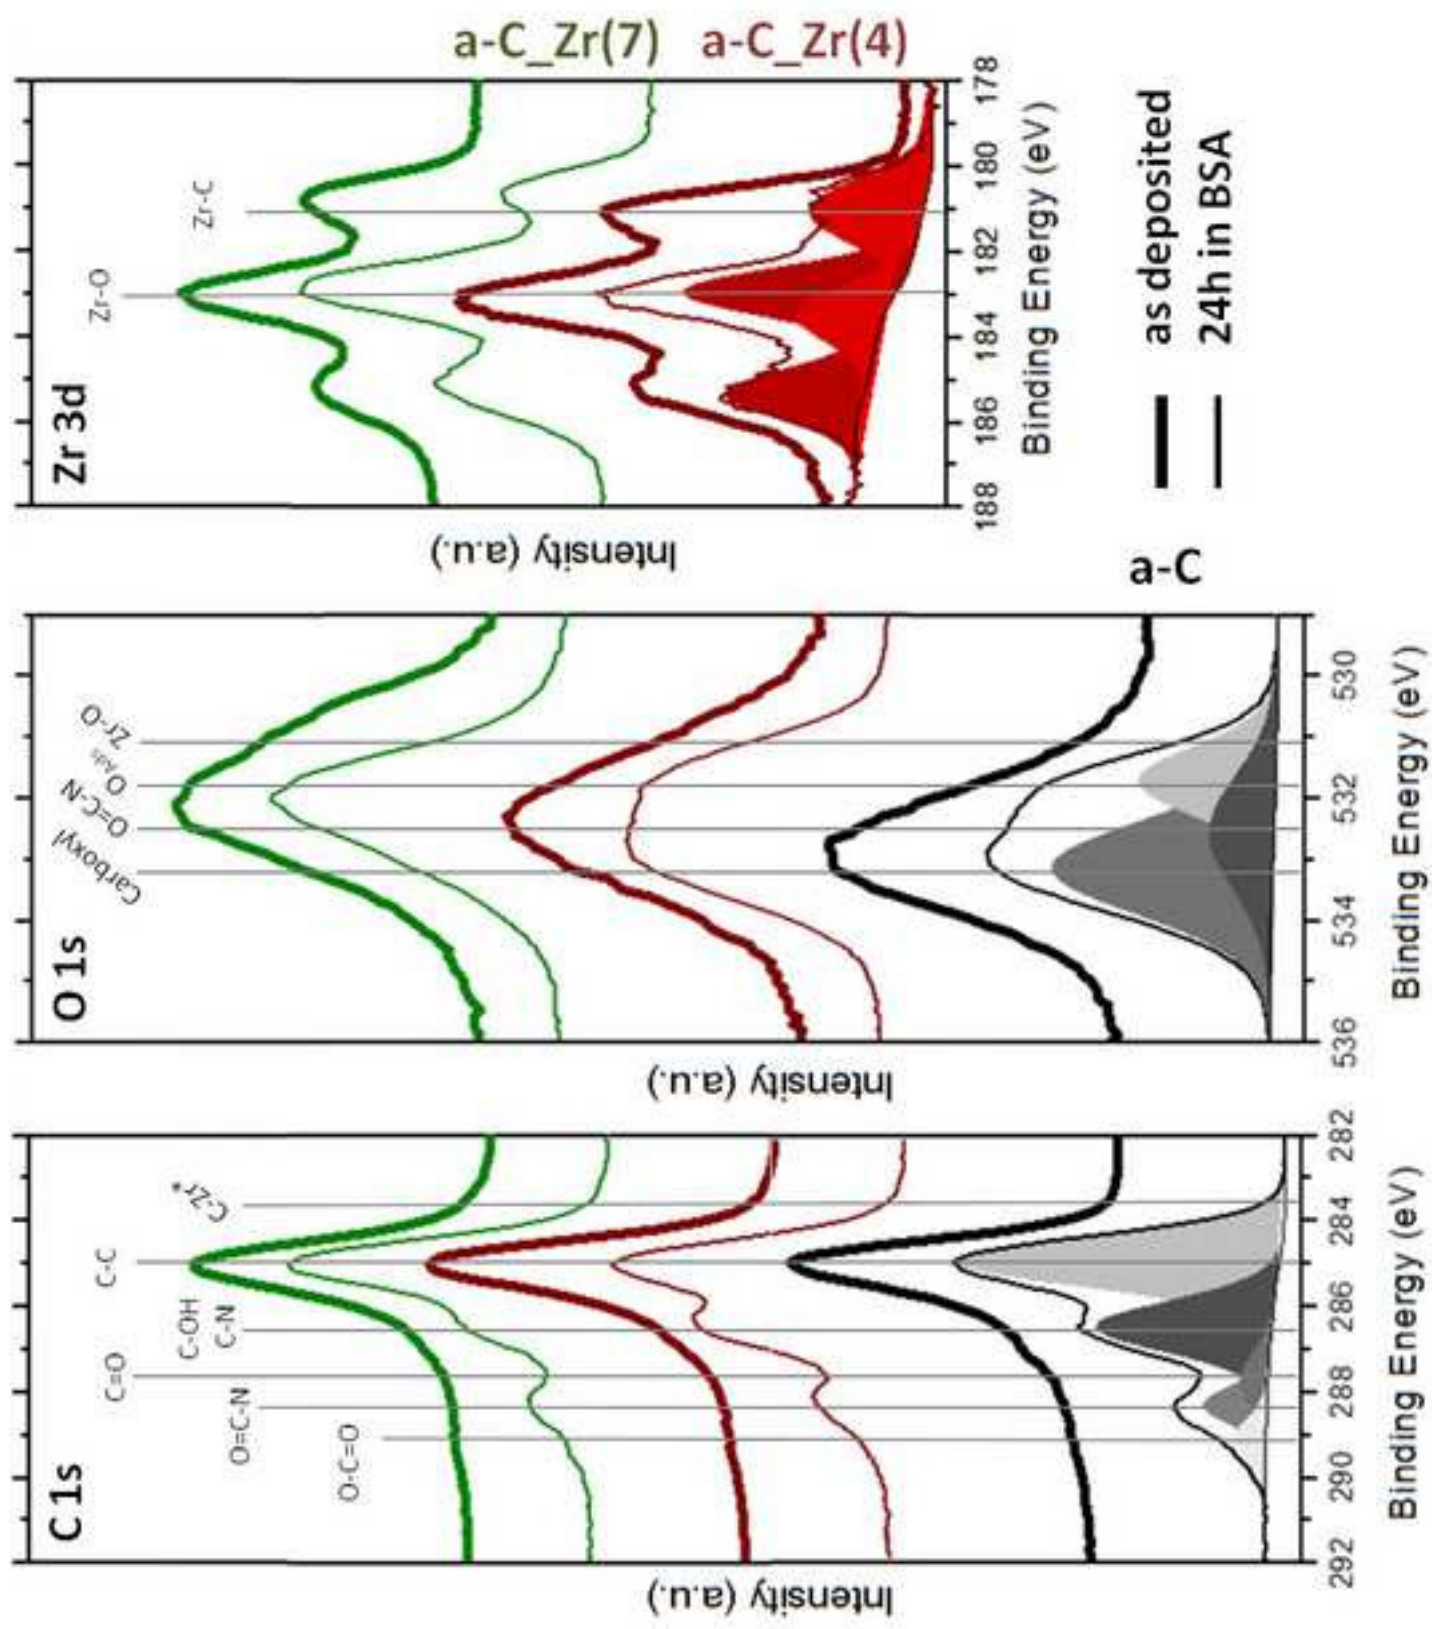 C 1s
O-C=O
O=C-N
C=O
C-OH
C-N
C-C
C-Zr*
Intensity (a.u.)
292 290 288 286 284 282
Binding Energy (eV)
O 1s
Carboxyl
O=C-N
OAds
Zr-O
Intensity (a.u.)
536 534 532 530
Binding Energy (eV)
a-C
Zr 3d
Zr-O
Zr-C
a-C_Zr(7)
a-C_Zr(4)
Intensity (a.u.)
188 186 184 182 180 178
Binding Energy (eV)
as deposited
24h in BSA